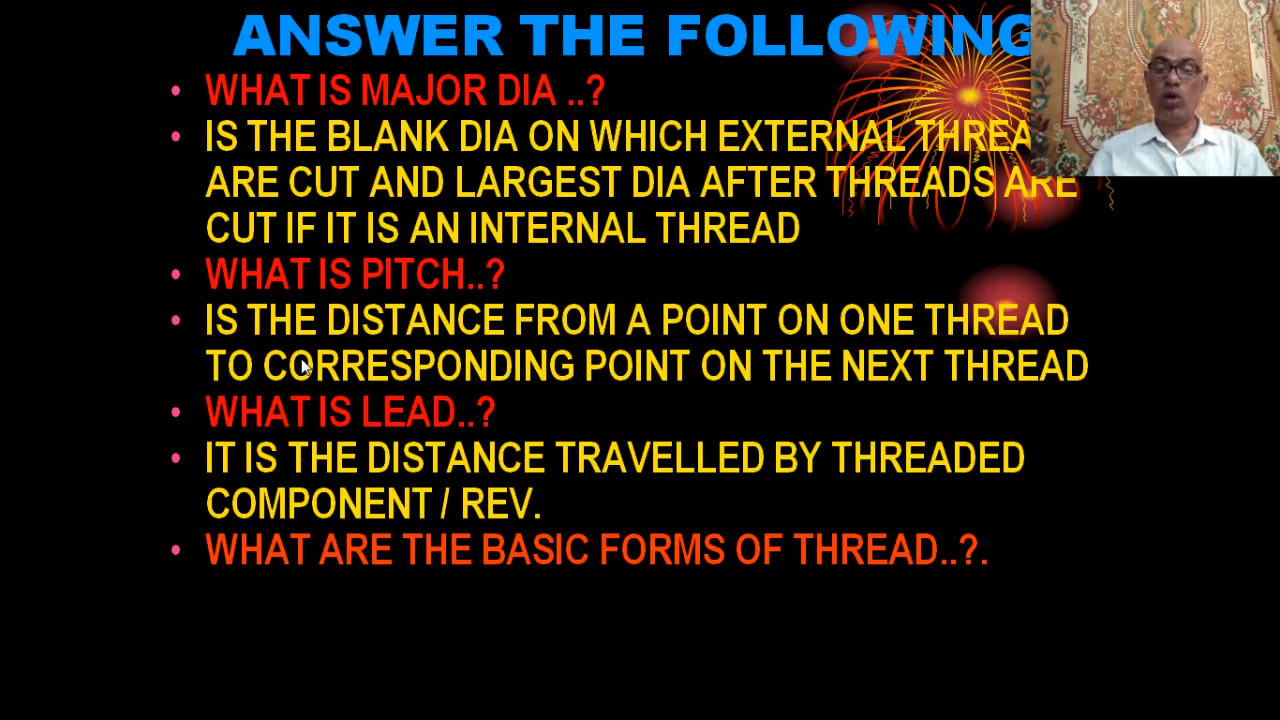 ANSWER THE FOLLOWING
• WHAT IS MAJOR DIA ..?
• IS THE BLANK DIA ON WHICH EXTERNAL THREA
ARE CUT AND LARGEST DIA AFTER THREADS ARE
CUT IF IT IS AN INTERNAL THREAD
• WHAT IS PITCH..?
• IS THE DISTANCE FROM A POINT ON ONE THREAD
TO CORRESPONDING POINT ON THE NEXT THREAD
• WHAT IS LEAD..?
• IT IS THE DISTANCE TRAVELLED BY THREADED
COMPONENT / REV.
• WHAT ARE THE BASIC FORMS OF THREAD..?.